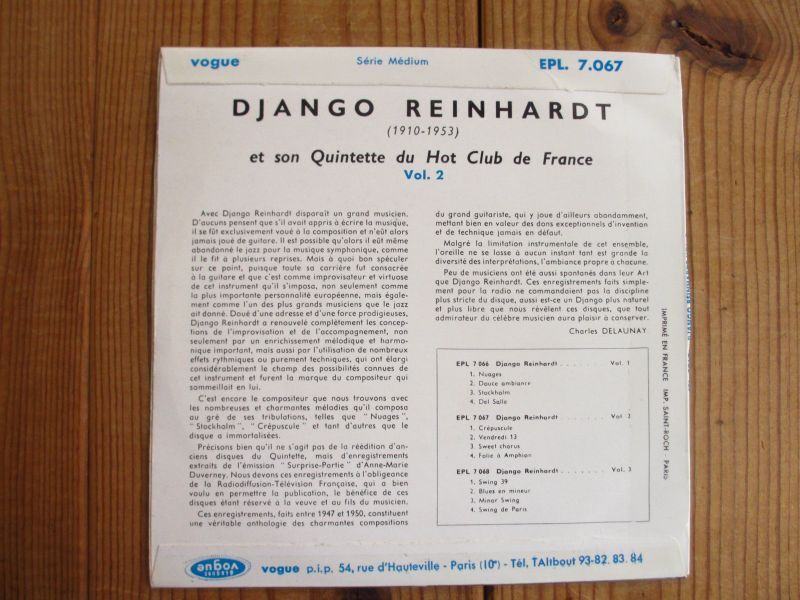 vogue Série Médium EPL. 7.067
DJANGO REINHARDT
(1910-1953)
et son Quintette du Hot Club de France
Vol. 2
Avec Django Reinhardt disparaît un grand musicien.
D'aucuns pensent que s'il avait appris à écrire la musique,
il se fût exclusivement voué à la composition et n'eût alors
jamais joué de guitare. Il est possible qu'alors il eût même
abandonné le jazz pour la musique symphonique, comme
il le fit à plusieurs reprises. Mais à quoi bon spéculer
sur ce point, puisque toute sa carrière fut consacrée
à la guitare et que c'est comme improvisateur et virtuose
de cet instrument qu'il s'imposa, non seulement comme
la plus importante personnalité européenne, mais égale-
ment comme l'un des plus grands musiciens que le jazz
ait donné. Doué d'une adresse et d'une force prodigieuses,
Django Reinhardt a renouvelé complètement les concep-
tions de l'improvisation et de l'accompagnement, non
seulement par un enrichissement mélodique et harmo-
nique important, mais aussi par l'utilisation de nombreux
effets rythmiques ou purement techniques, qui ont élargi
considérablement le champ des possibilités connues de
cet instrument et furent la marque du compositeur qui
sommeillait en lui.
C'est encore le compositeur que nous trouvons avec
les nombreuses et charmantes mélodies qu'il composa
au gré de ses tribulations, telles que "Nuages",
"Stockholm", "Crépuscule" et tant d'autres que le
disque a immortalisées.
Précisons bien qu'il ne s'agit pas de la réédition d'an-
ciens disques du Quintette, mais d'enregistrements
extraits de l'émission "Surprise-Partie" d'Anne-Marie
Duverney. Nous devons ces enregistrements à l'obligeance
de la Radiodiffusion-Télévision Française, qui a bien
voulu en permettre la publication, le bénéfice de ces
disques étant réservé à la veuve et au fils du musicien.
Ces enregistrements, faits entre 1947 et 1950, constituent
une véritable anthologie des charmantes compositions
du grand guitariste, qui y joue d'ailleurs abondamment,
mettant bien en valeur des dons exceptionnels d'invention
et de technique jamais en défaut.
Malgré la limitation instrumentale de cet ensemble,
l'oreille ne se lasse à aucun instant tant est grande la
diversité des interprétations, l'ambiance propre a chacune.
Peu de musiciens ont été aussi spontanés dans leur Art
que Django Reinhardt. Ces enregistrements faits simple-
ment pour la radio ne commandaient pas la discipline
plus stricte du disque, aussi est-ce un Django plus naturel
et plus libre que nous révèlent ces disques, que tout
admirateur du célèbre musicien aura plaisir à conserver.
Charles DELAUNAY
EPL 7 066 Django Reinhardt . . . . . . . Vol. 1
1. Nuages
2. Douce ambiance
3. Stockholm
4. Del Salle
EPL 7 067 Django Reinhardt . . . . . . . Vol. 2
1. Crépuscule
2. Vendredi 13
3. Sweet chorus
4. Folie à Amphion
EPL 7 068 Django Reinhardt . . . . . . . Vol. 3
1. Swing 39
2. Blues en mineur
3. Minor Swing
4. Swing de Paris
IMPRIMÉ EN FRANCE IMP. SAINT-ROCH - PARIS
vogue
vogue p.i.p. 54, rue d'Hauteville - Paris (10e) - Tél. TAItbout 93-82. 83. 84